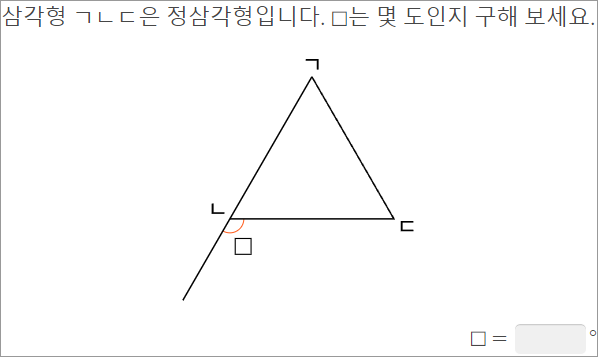 삼각형 ㄱㄴㄷ은 정삼각형입니다. □는 몇 도인지 구해 보세요.
ㄱ
ㄴ
ㄷ
□
□ = °